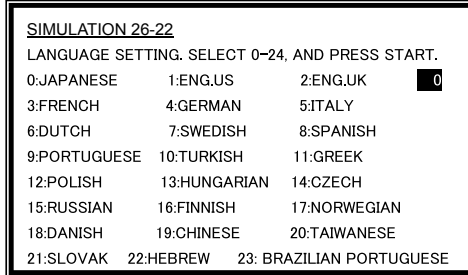 SIMULATION 26-22
LANGUAGE SETTING. SELECT 0-24, AND PRESS START.
0:JAPANESE 1:ENG.US 2:ENG.UK 0
3:FRENCH 4:GERMAN 5:ITALY
6:DUTCH 7:SWEDISH 8:SPANISH
9:PORTUGUESE 10:TURKISH 11:GREEK
12:POLISH 13:HUNGARIAN 14:CZECH
15:RUSSIAN 16:FINNISH 17:NORWEGIAN
18:DANISH 19:CHINESE 20:TAIWANESE
21:SLOVAK 22:HEBREW 23: BRAZILIAN PORTUGUESE